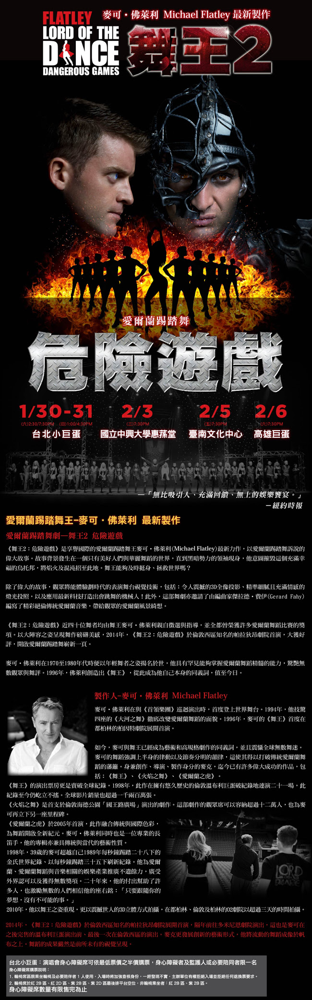 FLATLEY
LORD OF THE
DANCE
DANGEROUS GAMES
麥可・佛萊利 Michael Flatley 最新製作
舞王2
愛爾蘭踢踏舞
危險遊戲
1/30-31
(六)2:30/7:30PM (日)1:00/4:30PM
台北小巨蛋
2/3
(三)7:30PM
國立中興大學惠蓀堂
2/5
(五)7:30PM
臺南文化中心
2/6
(六)7:30PM
高雄巨蛋
—「無比吸引人、充滿回饋、無上的娛樂饗宴。」
－紐約時報
愛爾蘭踢踏舞王-麥可・佛萊利 最新製作
愛爾蘭踢踏舞劇—舞王2 危險遊戲
《舞王2：危險遊戲》是享譽國際的愛爾蘭踢踏舞王麥可・佛萊利(Michael Flatley)最新力作，以愛爾蘭踢踏舞訴說的
偉大故事。故事背景發生在一個只有美好人們與華麗舞蹈的世界，直到黑暗勢力的領袖現身，他意圖摧毀這個充滿幸
福的烏托邦，將焰火及混沌招至此地。舞王能夠及時挺身、拯救世界嗎？
除了偉大的故事，觀眾將能體驗劃時代的表演舞台視覺技術，包括：令人震撼的3D全像投影、精準細膩且充滿情感的
燈光投照，以及應用最新科技打造出會跳舞的機械人！此外，這部舞劇亦邀請了由編曲家傑拉德・費伊(Gerard Fahy)
編寫了精彩絕倫傳統愛爾蘭音樂，帶給觀眾的愛爾蘭風景綺想。
《舞王2：危險遊戲》近四十位舞者均由舞王麥可・佛萊利親自徵選與指導，並全都曾榮獲許多愛爾蘭舞蹈比賽的獎
項。以大陣容之姿呈現舞作磅礡美感，2014年，《舞王2：危險遊戲》於倫敦西區知名的帕拉狄昂劇院首演，大獲好
評，開啟愛爾蘭踢踏舞嶄新一頁。
麥可・佛萊利在1970至1980年代時便以年輕舞者之姿揚名於世，他具有罕見能夠掌握愛爾蘭舞蹈精髓的能力，驚艷無
數觀眾與舞評。1996年，佛萊利創造出《舞王》，從此成為他自己本身的同義詞，值至今日。
製作人-麥可・佛萊利 Michael Flatley
麥可・佛萊利在與《首領樂團》巡迴演出時，首度登上世界舞台。1994年，他技驚
四座的《大河之舞》徹底改變愛爾蘭舞蹈的面貌。1996年，麥可的《舞王》首度在
都柏林的柏因特劇院展開首演。
如今，麥可與舞王已經成為藝術和高規格劇作的同義詞，並且震懾全球無數舞迷。
麥可的舞蹈強調上半身的律動以及節奏分明的韻律，這使其得以打破傳統愛爾蘭舞
蹈的藩籬。身兼創作、導演、製作身分的麥克，迄今已有許多偉大成功的作品，包
括：《舞王》、《火焰之舞》、《愛爾蘭之虎》。
《舞王》的演出票房更是賣破全球紀錄。1998年，此作在擁有悠久歷史的倫敦溫布利巨蛋破紀錄地連演二十一場，此
紀錄至今仍屹立不搖。全球影片銷量也超過一千兩百萬張。
《火焰之舞》是首支於倫敦海德公園「國王路廣場」演出的劇作。這部劇作的觀眾席可以容納超過十二萬人，也為麥
可再立下另一座里程碑。
《愛爾蘭之虎》於2005年首演，此作融合傳統與國際色彩，
為舞蹈開啟全新紀元。麥可・佛萊利同時也是一位專業的長
笛手，他的專輯亦兼具傳統與當代的藝術性質。
1998年，39歲的麥可超越自己1989年每秒鐘踢踏二十八下的
金氏世界紀錄、以每秒鐘踢踏三十五下刷新紀錄。他為愛爾
蘭、愛爾蘭舞蹈與音樂相關的娛樂產業推廣不遺餘力，廣受
外界認可以及獲得無數獎項。二十年來，他的付出幫助了許
多人，也激勵無數的人們相信他的座右銘：「只要跟隨你的
夢想，沒有不可能的事。」
2010年，他以舞王之姿重現，更以震撼世人的3D立體方式拍攝，在都柏林、倫敦及柏林的O2劇院以超過三天的時間拍攝。
LORD
OF THE
DANCE
2014年，《舞王2：危險遊戲》於倫敦西區知名的帕拉狄昂劇院展開首演，隔年前往多米尼恩劇院演出，這也是麥可在
之後完售的溫布利巨蛋演出前、最後一次在倫敦西區的演出。麥克更發展創新的藝術形式，他將流動的舞蹈成像於帆
布之上。舞蹈的成果儼然是前所未有的視覺呈現。
台北小巨蛋：演唱會身心障礙席可依最低票價之半價購票，身心障礙者及監護人或必要陪同者限一名
身心障礙席購票說明：
1. 輪椅席區限乘坐輪椅及必要陪伴者 1 人使用，入場時將加強查核身份，一經發現不實，主辦單位有權拒絕入場並拒絕任何退換票要求。
2. 輪椅席於紅 2B 區、紅 2D 區、紫 2B 區、紫 2D 區最後排平台空位，非輪椅乘坐者：紅 2B 區、紫 2B 區。
身心障礙席數量有限售完為止